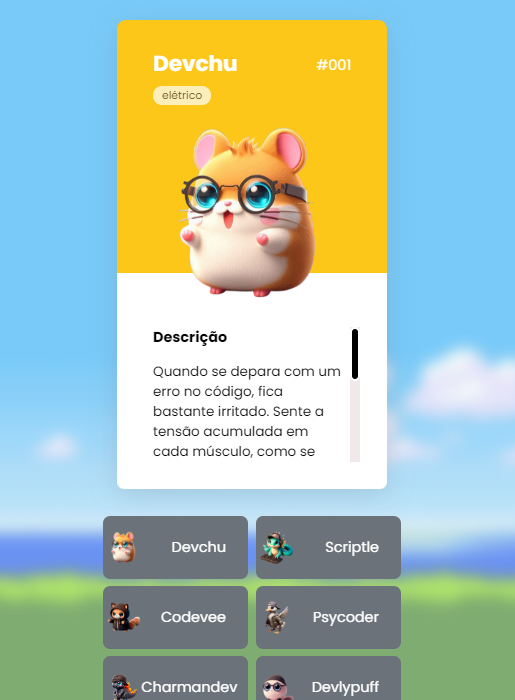 Devchu #001
elétrico
Descrição
Quando se depara com um
erro no código, fica
bastante irritado. Sente a
tensão acumulada em
cada músculo, como se
Devchu Scriptle
Codevee Psycoder
Charmandev Devlypuff